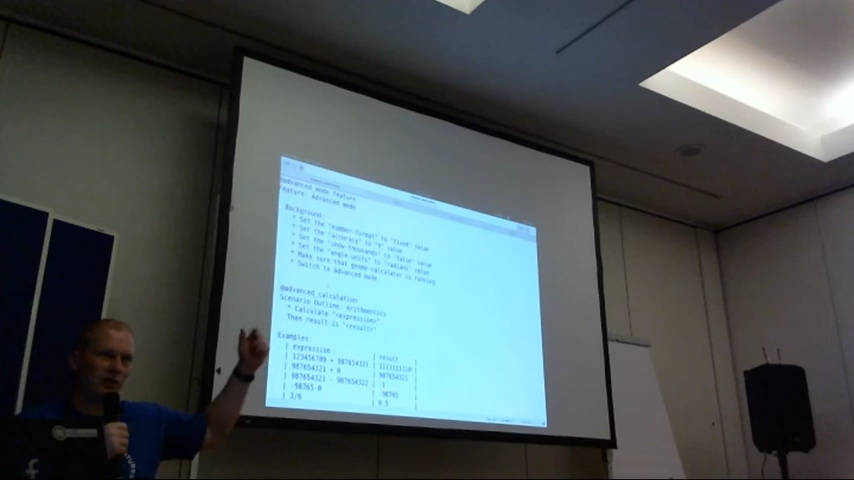 @advanced_mode_feature
Feature: Advanced mode
Background:
* Set the "number-format" to "Fixed" value
* Set the "accuracy" to "9" value
* Set the "show-thousands" to "false" value
* Set the "angle-units" to "radians" value
* Make sure that gnome-calculator is running
* Switch to Advanced mode
@advanced_calculation
Scenario Outline: Arithmentics
* Calculate "<expression>"
Then result is "<result>"
Examples:
| expression | result |
| 123456789 + 987654321 | 1111111110 |
| 987654321 + 0 | 987654321 |
| 987654321 - 987654322 | -1 |
| -98765-0 | -98765 |
| 3/6 | 0.5 |